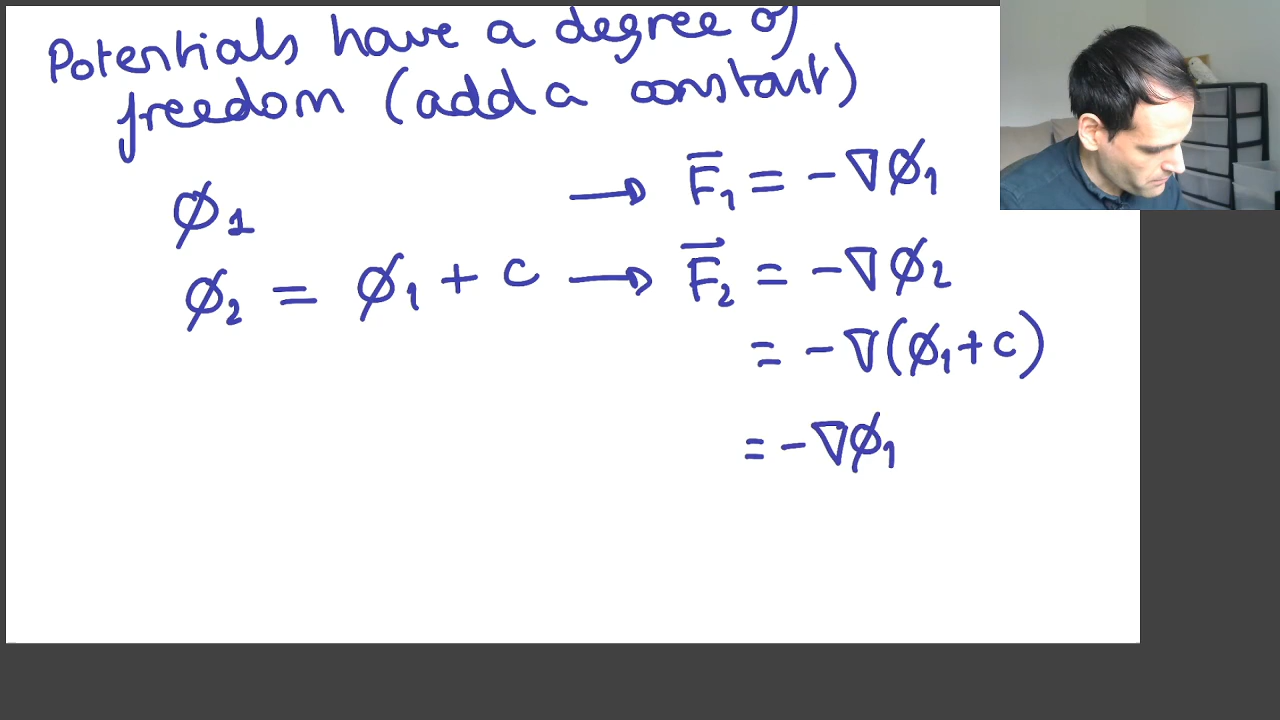 Potentials have a degree of
freedom (add a constant)
ϕ₁ → F⃗₁ = -∇ϕ₁
ϕ₂ = ϕ₁ + c → F⃗₂ = -∇ϕ₂
= -∇(ϕ₁+c)
= -∇ϕ₁